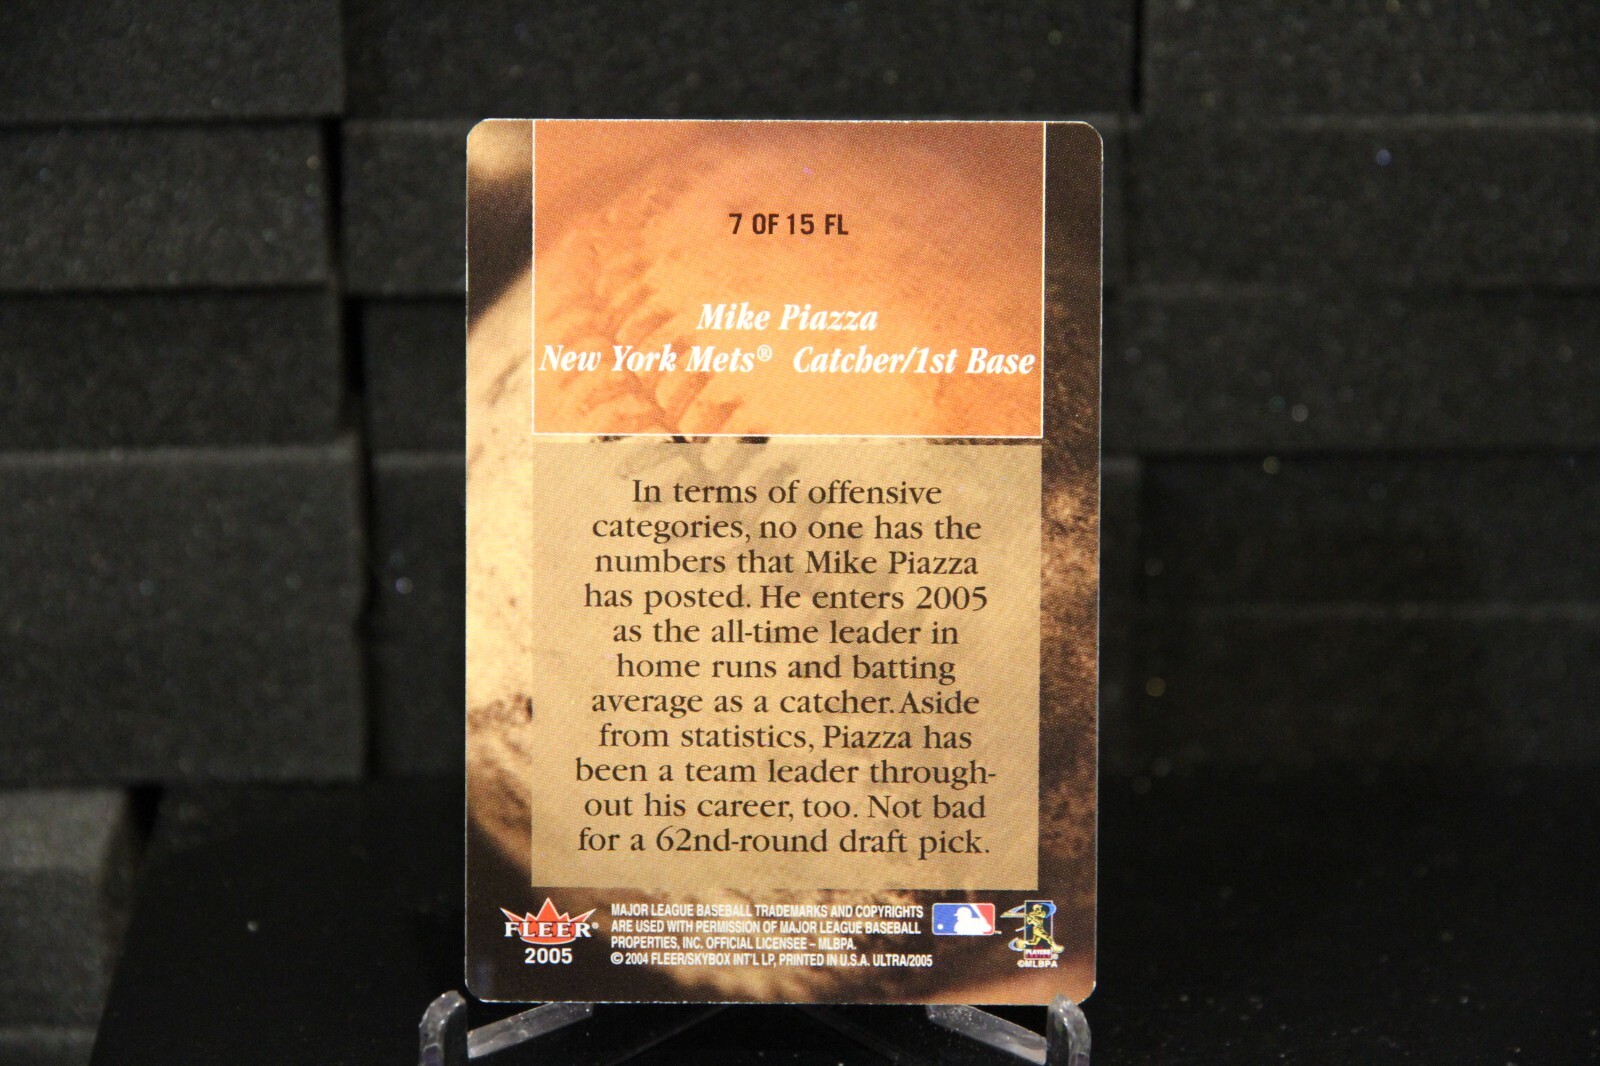 7 OF 15 FL
Mike Piazza
New York Mets® Catcher/1st Base
In terms of offensive
categories, no one has the
numbers that Mike Piazza
has posted. He enters 2005
as the all-time leader in
home runs and batting
average as a catcher. Aside
from statistics, Piazza has
been a team leader through-
out his career, too. Not bad
for a 62nd-round draft pick.
FLEER®
2005
MAJOR LEAGUE BASEBALL TRADEMARKS AND COPYRIGHTS
ARE USED WITH PERMISSION OF MAJOR LEAGUE BASEBALL
PROPERTIES, INC. OFFICIAL LICENSEE – MLBPA.
© 2004 FLEER/SKYBOX INT'L LP, PRINTED IN U.S.A. ULTRA/2005
PLAYERS
©MLBPA